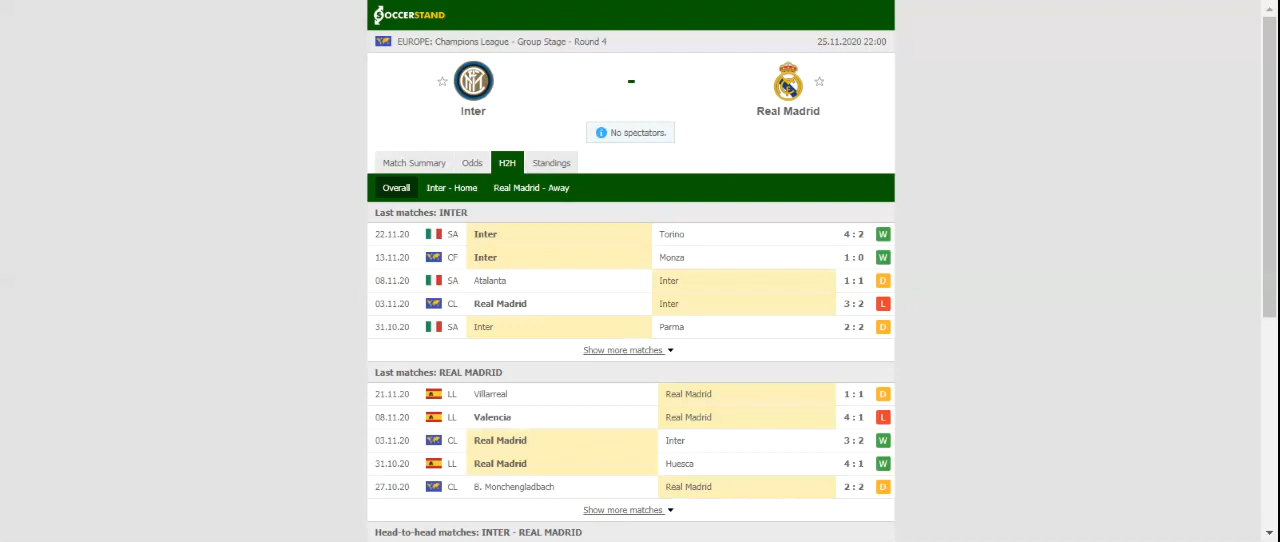 SOCCERSTAND
EUROPE: Champions League - Group Stage - Round 4 25.11.2020 22:00
-
Inter Real Madrid
No spectators.
Match Summary Odds H2H Standings
Overall Inter - Home Real Madrid - Away
Last matches: INTER
22.11.20 SA Inter Torino 4 : 2 W
13.11.20 CF Inter Monza 1 : 0 W
08.11.20 SA Atalanta Inter 1 : 1 D
03.11.20 CL Real Madrid Inter 3 : 2 L
31.10.20 SA Inter Parma 2 : 2 D
Show more matches
Last matches: REAL MADRID
21.11.20 LL Villarreal Real Madrid 1 : 1 D
08.11.20 LL Valencia Real Madrid 4 : 1 L
03.11.20 CL Real Madrid Inter 3 : 2 W
31.10.20 LL Real Madrid Huesca 4 : 1 W
27.10.20 CL B. Monchengladbach Real Madrid 2 : 2 D
Show more matches
Head-to-head matches: INTER - REAL MADRID